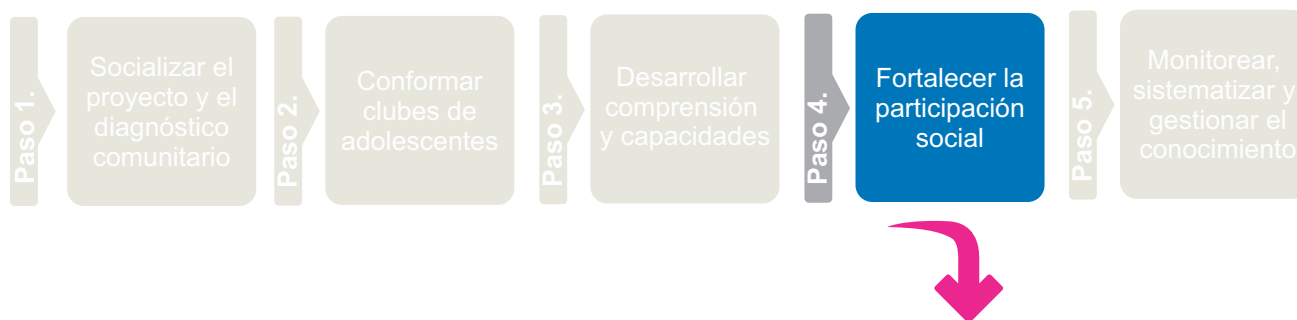 Paso 1.
Socializar el
proyecto y el
diagnóstico
comunitario
Paso 2.
Conformar
clubes de
adolescentes
Paso 3.
Desarrollar
comprensión
y capacidades
Paso 4.
Fortalecer la
participación
social
Paso 5.
Monitorear,
sistematizar y
gestionar el
conocimiento